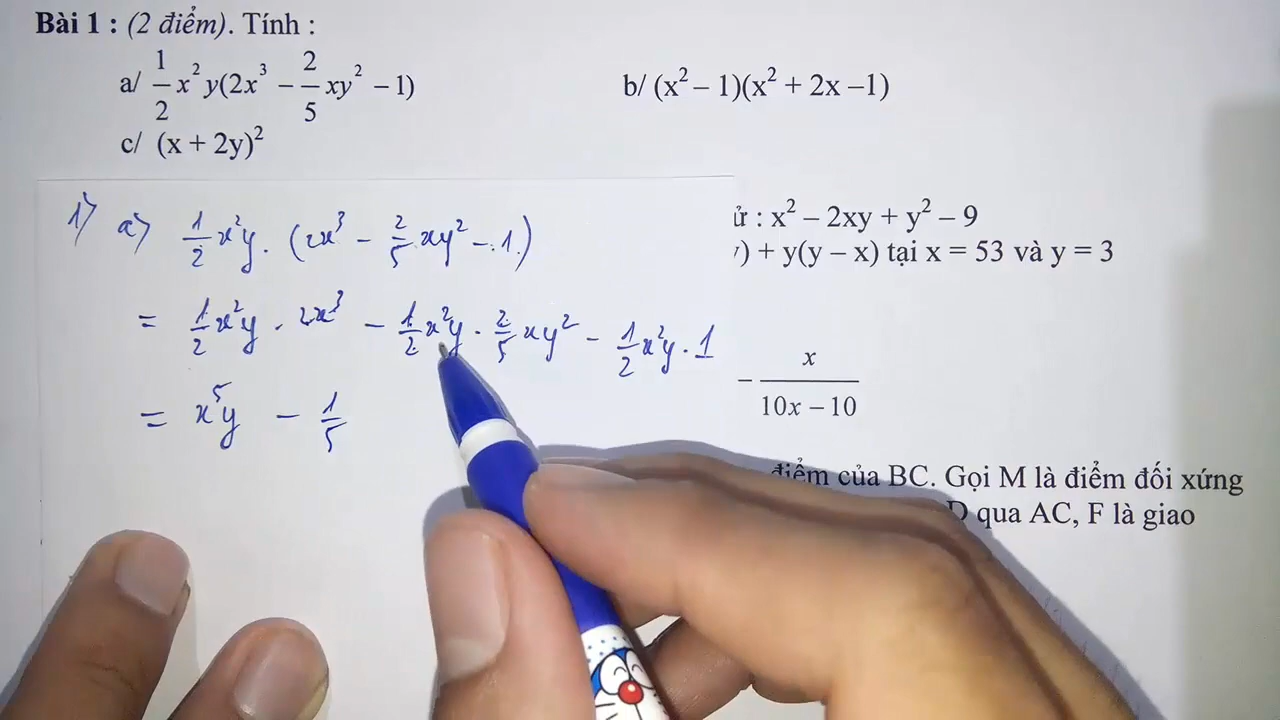 Bài 1 : (2 điểm). Tính :
a/ 1/2 x²y(2x³ − 2/5 xy² − 1)
b/ (x² – 1)(x² + 2x –1)
c/ (x + 2y)²
1) a) 1/2 x²y. (2x³ − 2/5 xy² − 1)
= 1/2 x²y . 2x³ − 1/2 x²y . 2/5 xy² − 1/2 x²y . 1
= x⁵y − 1/5
ử : x² – 2xy + y² – 9
y) + y(y – x) tại x = 53 và y = 3
− x/(10x − 10)
điểm của BC. Gọi M là điểm đối xứng
D qua AC, F là giao